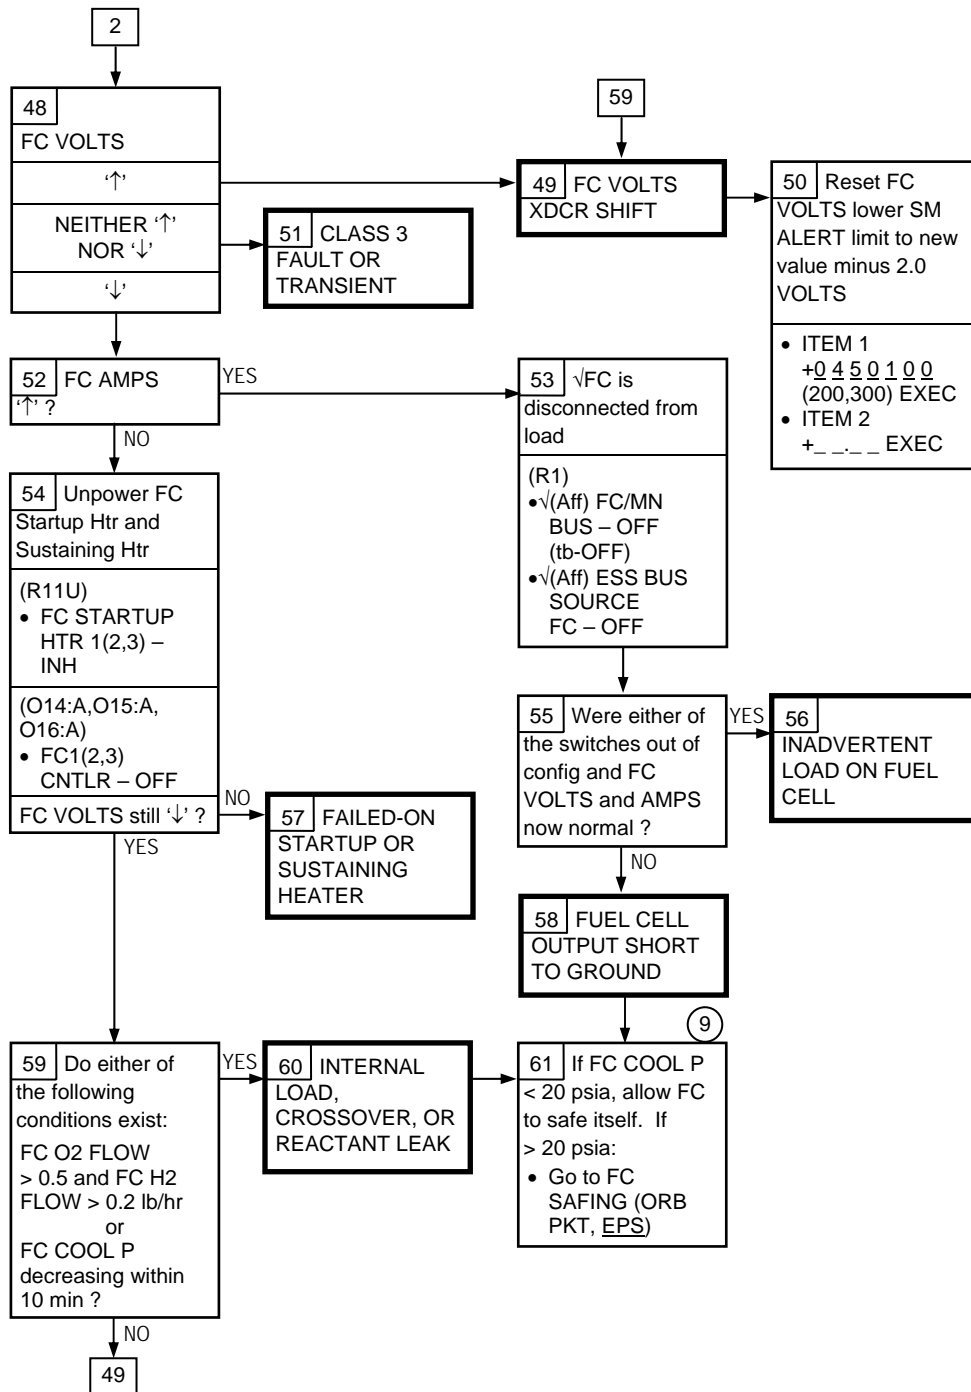 2
48
FC VOLTS
‘↑’
NEITHER ‘↑’
NOR ‘↓’
‘↓’
59
49 FC VOLTS
XDCR SHIFT
50 Reset FC
VOLTS lower SM
ALERT limit to new
value minus 2.0
VOLTS
• ITEM 1
+0 4 5 0 1 0 0
(200,300) EXEC
• ITEM 2
+_ _._ _ EXEC
51 CLASS 3
FAULT OR
TRANSIENT
52 FC AMPS
‘↑’ ?
YES
NO
53 √FC is
disconnected from
load
(R1)
•√(Aff) FC/MN
BUS – OFF
(tb-OFF)
•√(Aff) ESS BUS
SOURCE
FC – OFF
54 Unpower FC
Startup Htr and
Sustaining Htr
(R11U)
• FC STARTUP
HTR 1(2,3) –
INH
(O14:A,O15:A,
O16:A)
• FC1(2,3)
CNTLR – OFF
FC VOLTS still ‘↓’ ?
NO
YES
55 Were either of
the switches out of
config and FC
VOLTS and AMPS
now normal ?
YES
NO
56
INADVERTENT
LOAD ON FUEL
CELL
57 FAILED-ON
STARTUP OR
SUSTAINING
HEATER
58 FUEL CELL
OUTPUT SHORT
TO GROUND
9
59 Do either of
the following
conditions exist:
FC O2 FLOW
> 0.5 and FC H2
FLOW > 0.2 lb/hr
or
FC COOL P
decreasing within
10 min ?
YES
NO
60 INTERNAL
LOAD,
CROSSOVER, OR
REACTANT LEAK
61 If FC COOL P
< 20 psia, allow FC
to safe itself. If
> 20 psia:
• Go to FC
SAFING (ORB
PKT, EPS)
49